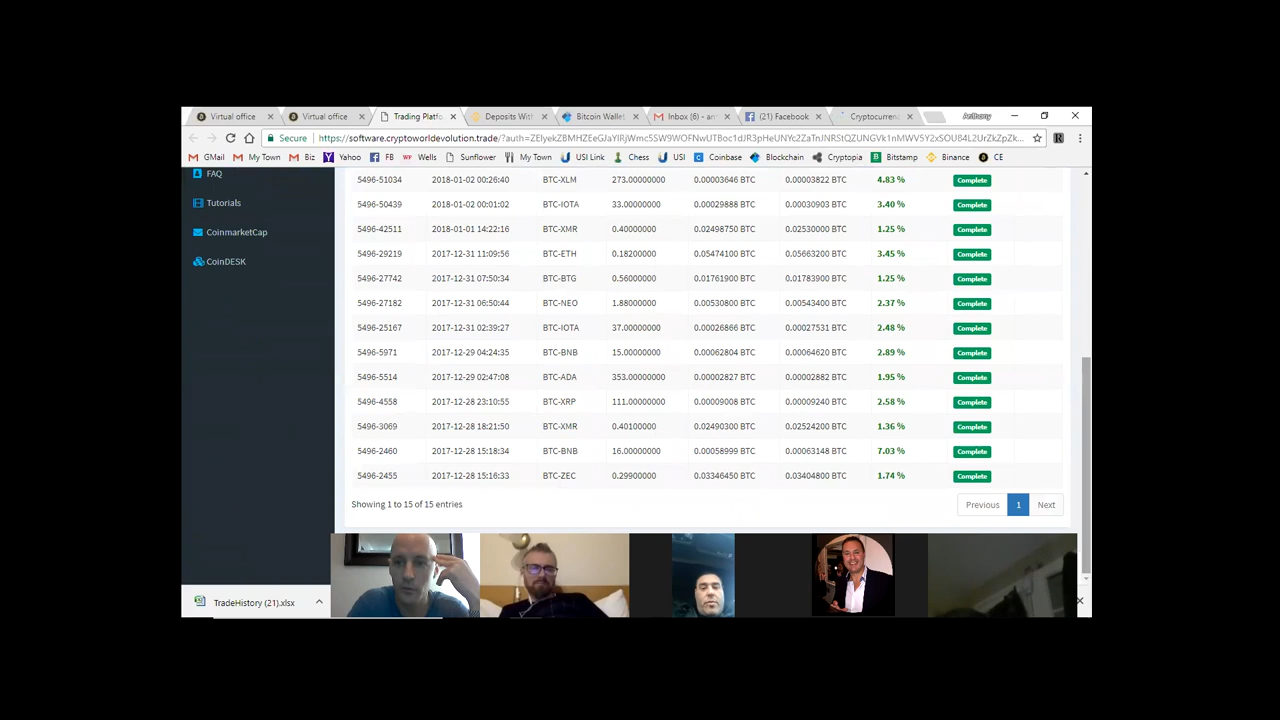 Virtual office
Virtual office
Trading Platfo
Deposits With
Bitcoin Wallet
Inbox (6) - an
(21) Facebook
Cryptocurrenc
Anthony
Secure
GMail
My Town
Biz
Yahoo
FB
Wells
Sunflower
My Town
USI Link
Chess
USI
Coinbase
Blockchain
Cryptopia
Bitstamp
Binance
CE
FAQ
Tutorials
CoinmarketCap
CoinDESK
5496-51034 2018-01-02 00:26:40 BTC-XLM 273.00000000 0.00003646 BTC 0.00003822 BTC 4.83 % Complete
5496-50439 2018-01-02 00:01:02 BTC-IOTA 33.00000000 0.00029888 BTC 0.00030903 BTC 3.40 % Complete
5496-42511 2018-01-01 14:22:16 BTC-XMR 0.40000000 0.02498750 BTC 0.02530000 BTC 1.25 % Complete
5496-29219 2017-12-31 11:09:56 BTC-ETH 0.18200000 0.05474100 BTC 0.05663200 BTC 3.45 % Complete
5496-27742 2017-12-31 07:50:34 BTC-BTG 0.56000000 0.01761900 BTC 0.01783900 BTC 1.25 % Complete
5496-27182 2017-12-31 06:50:44 BTC-NEO 1.88000000 0.00530800 BTC 0.00543400 BTC 2.37 % Complete
5496-25167 2017-12-31 02:39:27 BTC-IOTA 37.00000000 0.00026866 BTC 0.00027531 BTC 2.48 % Complete
5496-5971 2017-12-29 04:24:35 BTC-BNB 15.00000000 0.00062804 BTC 0.00064620 BTC 2.89 % Complete
5496-5514 2017-12-29 02:47:08 BTC-ADA 353.00000000 0.00002827 BTC 0.00002882 BTC 1.95 % Complete
5496-4558 2017-12-28 23:10:55 BTC-XRP 111.00000000 0.00009008 BTC 0.00009240 BTC 2.58 % Complete
5496-3069 2017-12-28 18:21:50 BTC-XMR 0.40100000 0.02490300 BTC 0.02524200 BTC 1.36 % Complete
5496-2460 2017-12-28 15:18:34 BTC-BNB 16.00000000 0.00058999 BTC 0.00063148 BTC 7.03 % Complete
5496-2455 2017-12-28 15:16:33 BTC-ZEC 0.29900000 0.03346450 BTC 0.03404800 BTC 1.74 % Complete
Showing 1 to 15 of 15 entries
Previous 1 Next
TradeHistory (21).xlsx